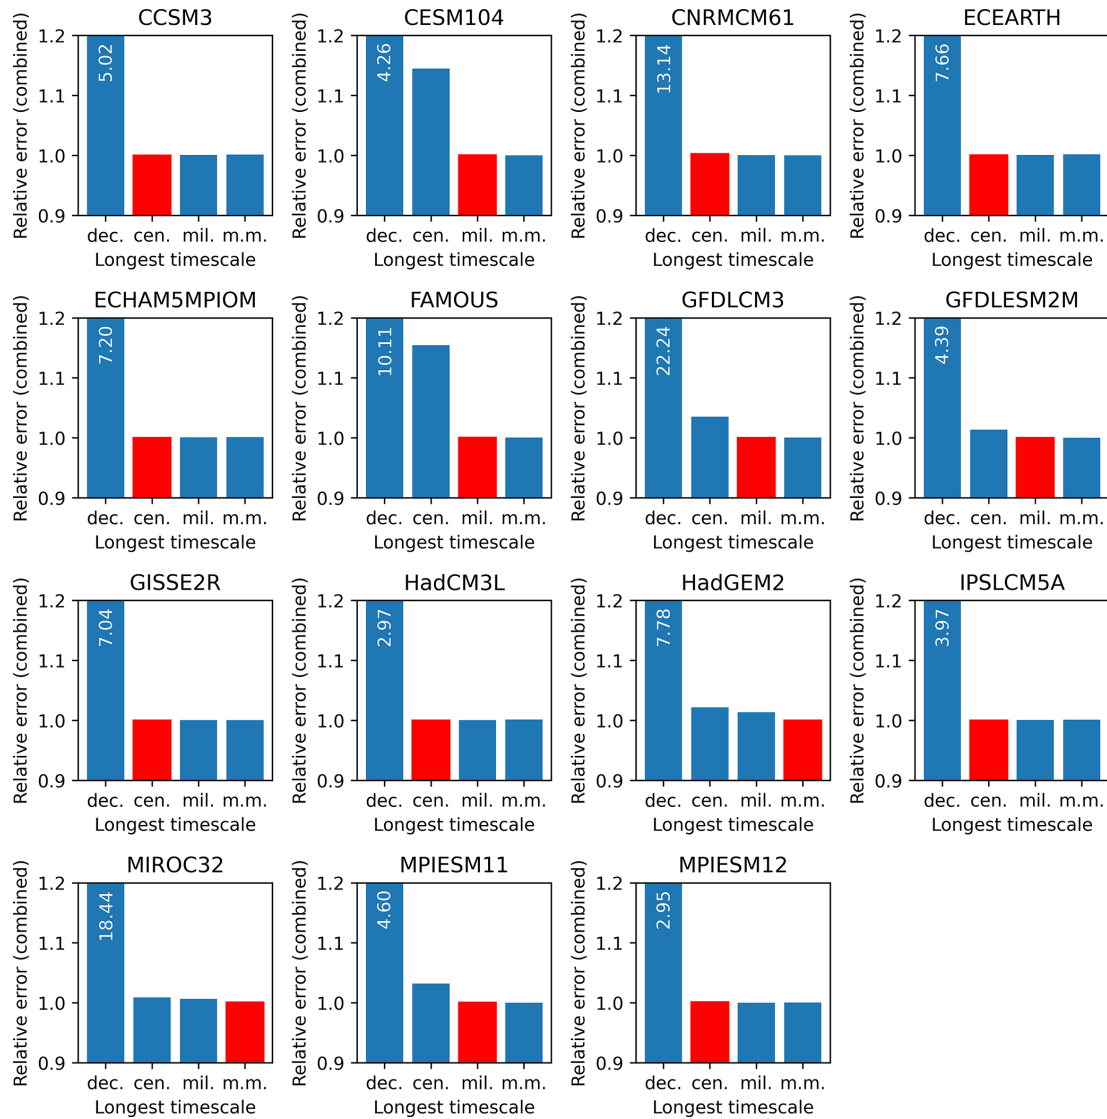 CCSM3
Relative error (combined)
1.2
1.1
1.0
0.9
5.02
dec. cen. mil. m.m.
Longest timescale
CESM104
Relative error (combined)
1.2
1.1
1.0
0.9
4.26
dec. cen. mil. m.m.
Longest timescale
CNRMCM61
Relative error (combined)
1.2
1.1
1.0
0.9
13.14
dec. cen. mil. m.m.
Longest timescale
ECEARTH
Relative error (combined)
1.2
1.1
1.0
0.9
7.66
dec. cen. mil. m.m.
Longest timescale
ECHAM5MPIOM
Relative error (combined)
1.2
1.1
1.0
0.9
7.20
dec. cen. mil. m.m.
Longest timescale
FAMOUS
Relative error (combined)
1.2
1.1
1.0
0.9
10.11
dec. cen. mil. m.m.
Longest timescale
GFDLCM3
Relative error (combined)
1.2
1.1
1.0
0.9
22.24
dec. cen. mil. m.m.
Longest timescale
GFDLESM2M
Relative error (combined)
1.2
1.1
1.0
0.9
4.39
dec. cen. mil. m.m.
Longest timescale
GISSE2R
Relative error (combined)
1.2
1.1
1.0
0.9
7.04
dec. cen. mil. m.m.
Longest timescale
HadCM3L
Relative error (combined)
1.2
1.1
1.0
0.9
2.97
dec. cen. mil. m.m.
Longest timescale
HadGEM2
Relative error (combined)
1.2
1.1
1.0
0.9
7.78
dec. cen. mil. m.m.
Longest timescale
IPSLCM5A
Relative error (combined)
1.2
1.1
1.0
0.9
3.97
dec. cen. mil. m.m.
Longest timescale
MIROC32
Relative error (combined)
1.2
1.1
1.0
0.9
18.44
dec. cen. mil. m.m.
Longest timescale
MPIESM11
Relative error (combined)
1.2
1.1
1.0
0.9
4.60
dec. cen. mil. m.m.
Longest timescale
MPIESM12
Relative error (combined)
1.2
1.1
1.0
0.9
2.95
dec. cen. mil. m.m.
Longest timescale